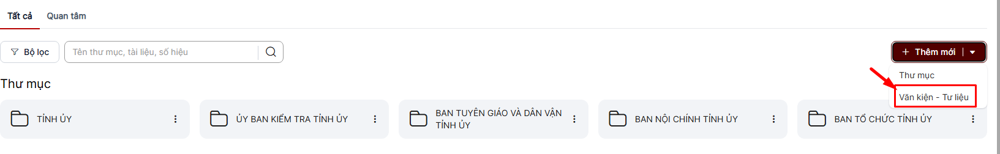 Tất cả Quan tâm
Bộ lọc Tên thư mục, tài liệu, số hiệu Thêm mới
Thư mục
Văn kiện - Tư liệu
Thư mục
TỈNH ỦY
ỦY BAN KIỂM TRA TỈNH ỦY
BAN TUYÊN GIÁO VÀ DÂN VẬN
TỈNH ỦY
BAN NỘI CHÍNH TỈNH ỦY
BAN TỔ CHỨC TỈNH ỦY